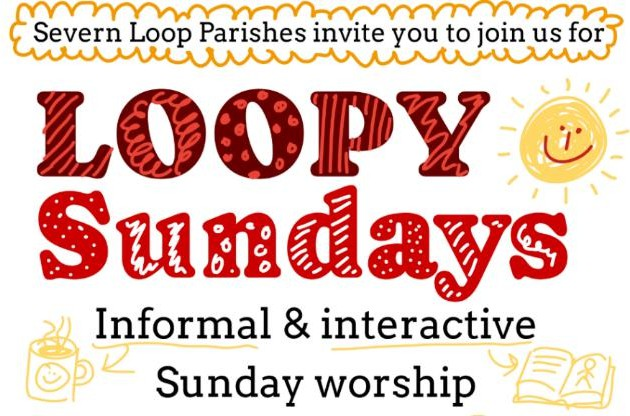 Severn Loop Parishes invite you to join us for
LOOPY
Sundays
Informal & interactive
Sunday worship